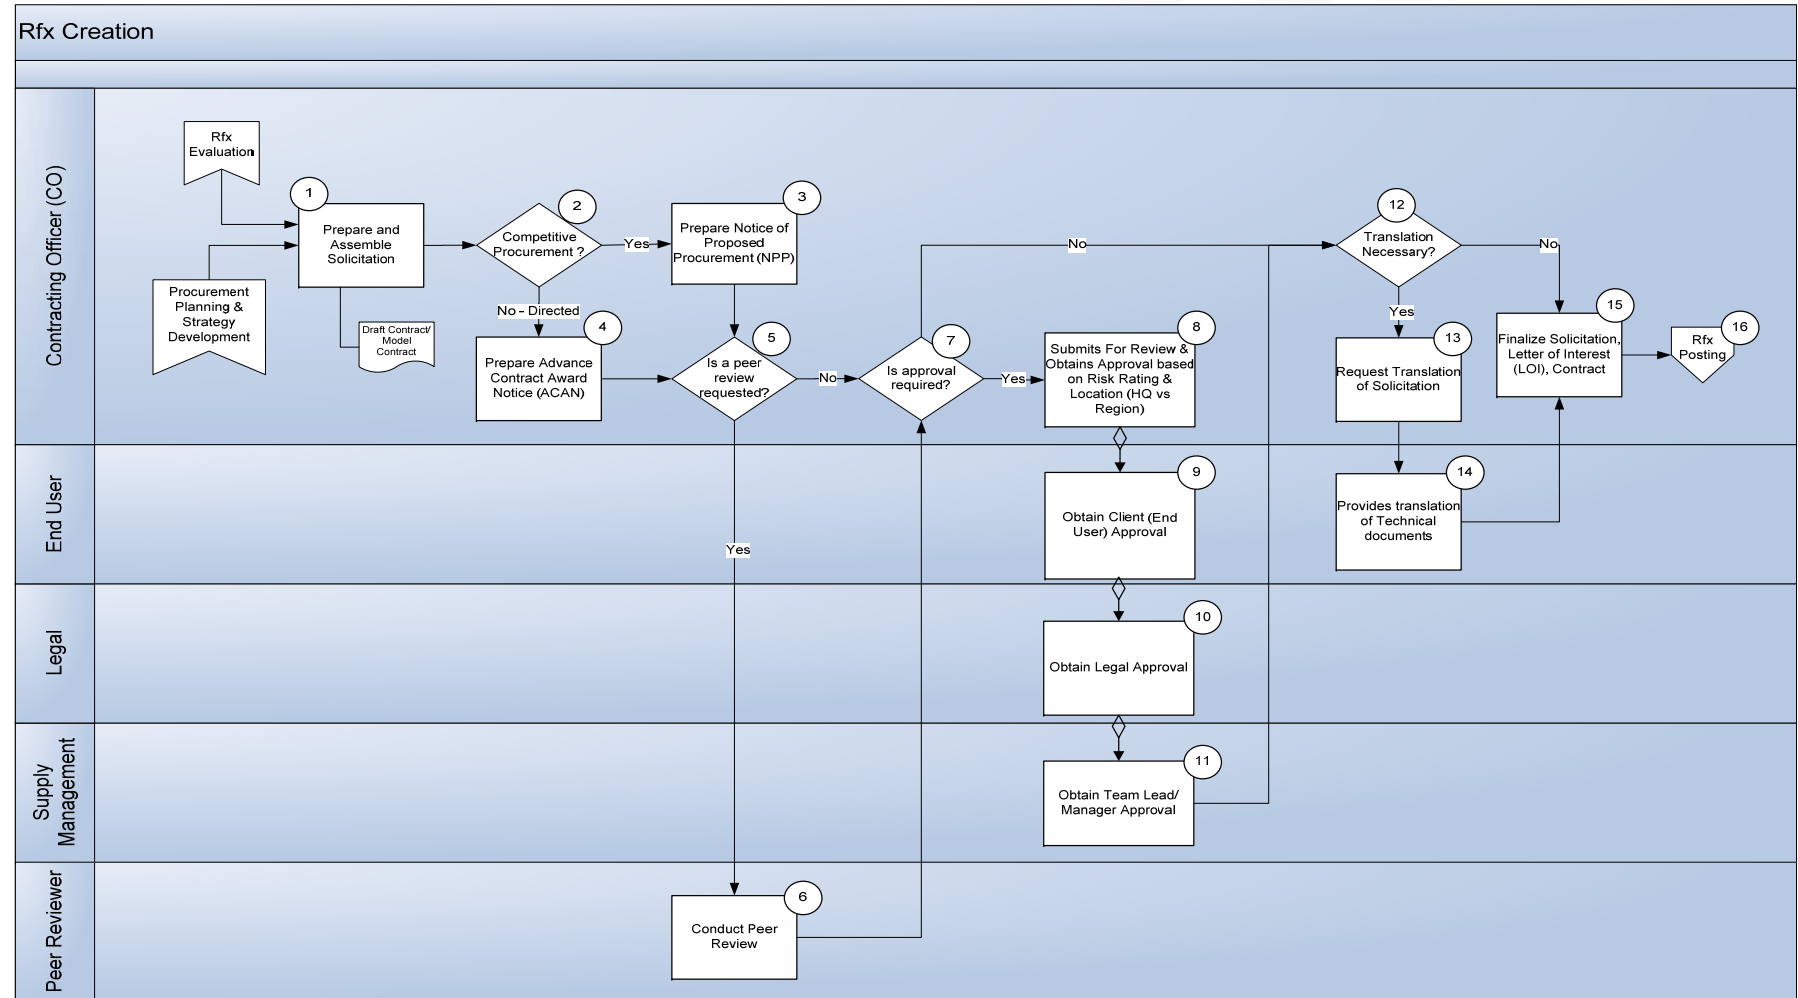 Rfx Creation
Contracting Officer (CO)
Rfx
Evaluation
Procurement
Planning &
Strategy
Development
1
Prepare and
Assemble
Solicitation
Draft Contract/
Model
Contract
2
Competitive
Procurement ?
Yes
No - Directed
3
Prepare Notice of
Proposed
Procurement (NPP)
4
Prepare Advance
Contract Award
Notice (ACAN)
5
Is a peer
review
requested?
No
Yes
7
Is approval
required?
No
Yes
8
Submits For Review &
Obtains Approval based
on Risk Rating &
Location (HQ vs
Region)
12
Translation
Necessary?
No
Yes
13
Request Translation
of Solicitation
15
Finalize Solicitation,
Letter of Interest
(LOI), Contract
16
Rfx
Posting
End User
9
Obtain Client (End
User) Approval
14
Provides translation
of Technical
documents
Legal
10
Obtain Legal Approval
Supply
Management
11
Obtain Team Lead/
Manager Approval
Peer Reviewer
6
Conduct Peer
Review